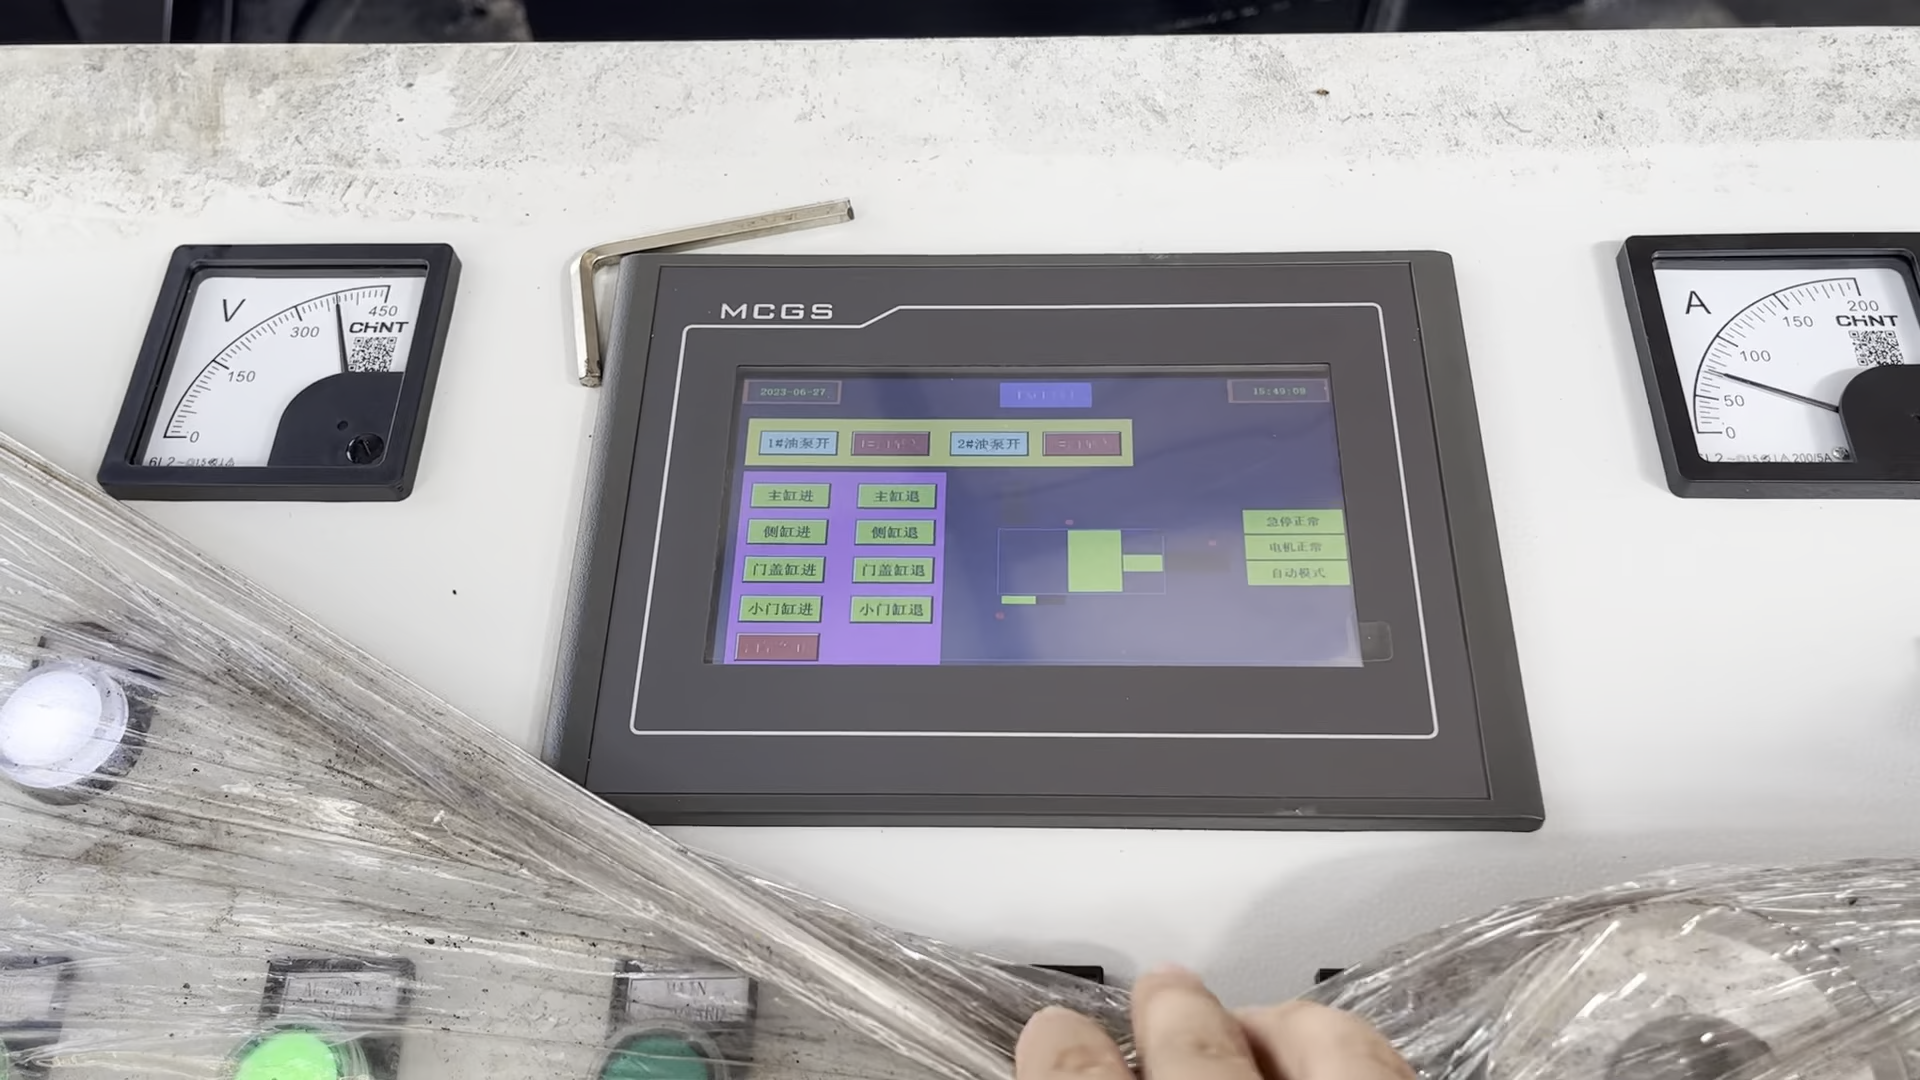 V
450
300
150
0
CHNT
MCGS
2023-06-27
15:49:09
1#油泵开
2#油泵开
主缸进
主缸退
侧缸进
侧缸退
门盖缸进
门盖缸退
小门缸进
小门缸退
急停正常
电机正常
自动模式
A
200
150
100
50
0
CHNT
200/5A
MAIN